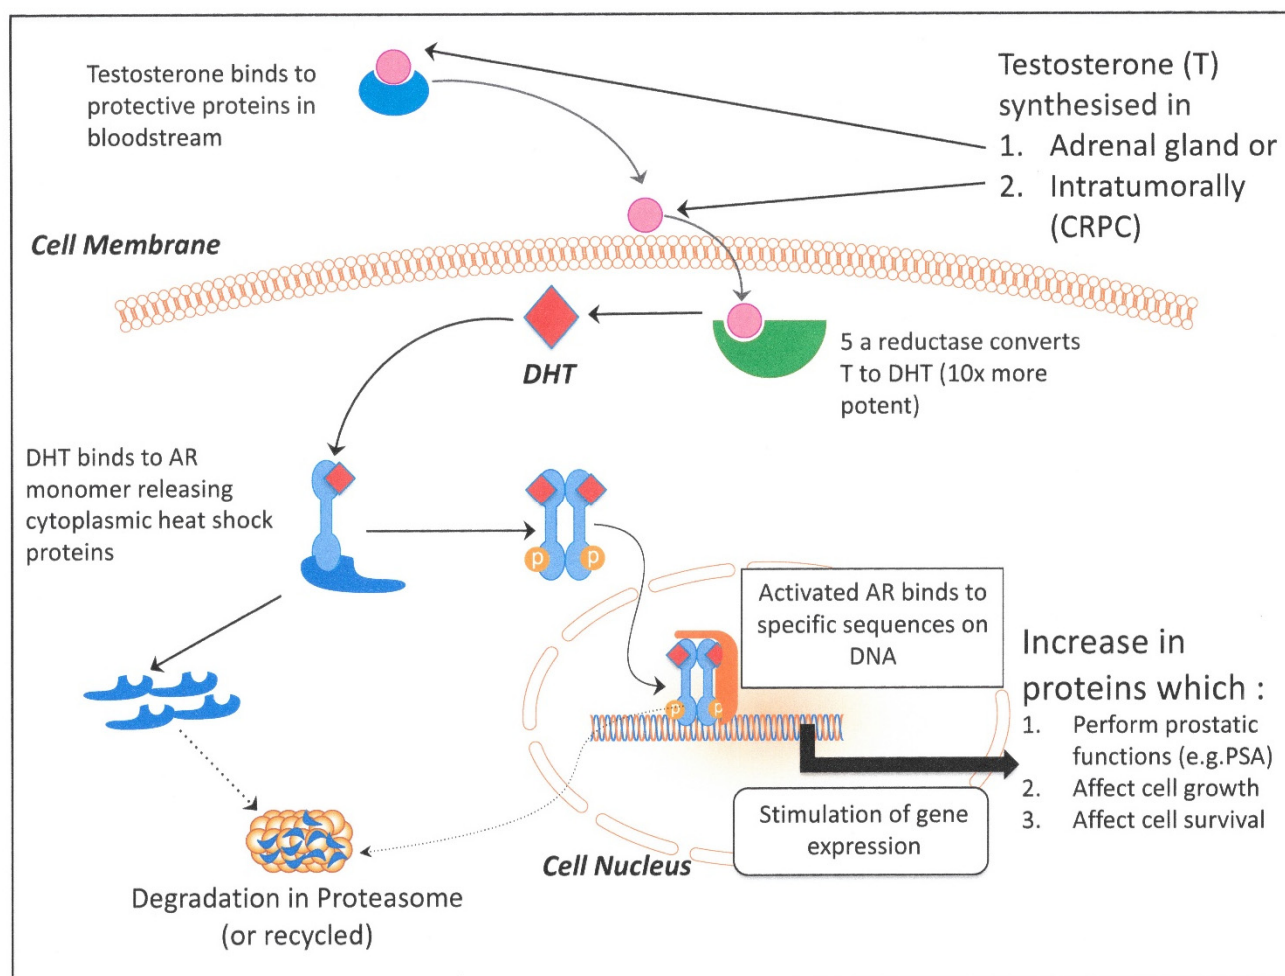 Testosterone binds to
protective proteins in
bloodstream
Testosterone (T)
synthesised in
1. Adrenal gland or
2. Intratumorally
(CRPC)
Cell Membrane
DHT
5 a reductase converts
T to DHT (10x more
potent)
DHT binds to AR
monomer releasing
cytoplasmic heat shock
proteins
p
p
Activated AR binds to
specific sequences on
DNA
p
p
Increase in
proteins which :
1. Perform prostatic
functions (e.g.PSA)
2. Affect cell growth
3. Affect cell survival
Stimulation of gene
expression
Cell Nucleus
Degradation in Proteasome
(or recycled)